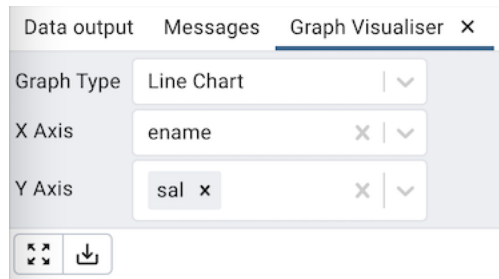 Data output Messages Graph Visualiser ×
Graph Type Line Chart
X Axis ename
Y Axis sal ×